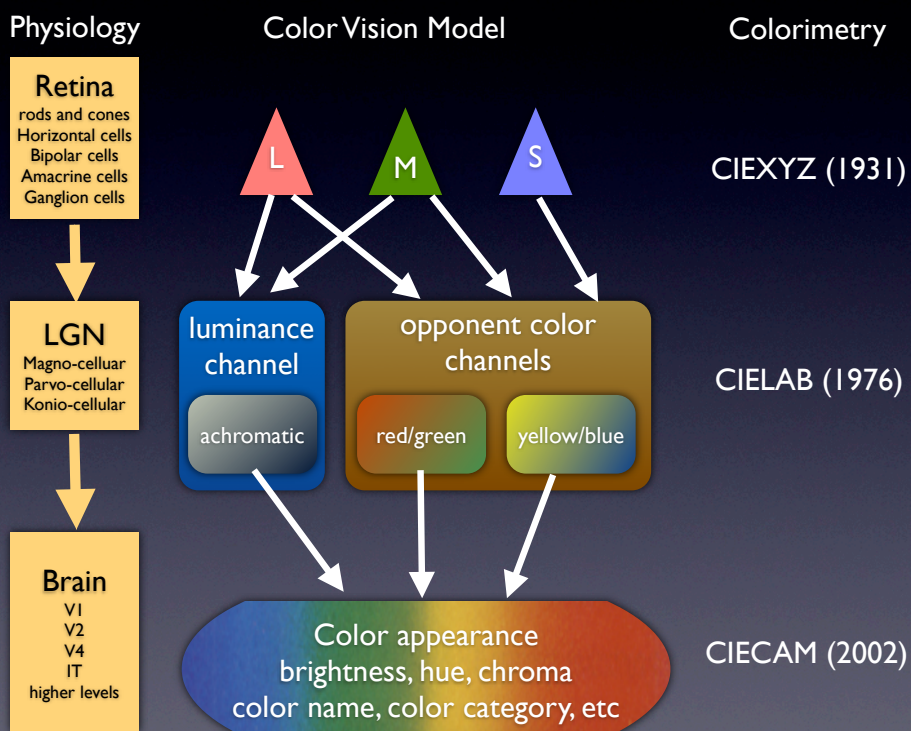 Physiology
Color Vision Model
Colorimetry
Retina
rods and cones
Horizontal cells
Bipolar cells
Amacrine cells
Ganglion cells
L
M
S
CIEXYZ (1931)
LGN
Magno-celluar
Parvo-cellular
Konio-cellular
luminance
channel
achromatic
opponent color
channels
red/green
yellow/blue
CIELAB (1976)
Brain
V1
V2
V4
IT
higher levels
Color appearance
brightness, hue, chroma
color name, color category, etc
CIECAM (2002)